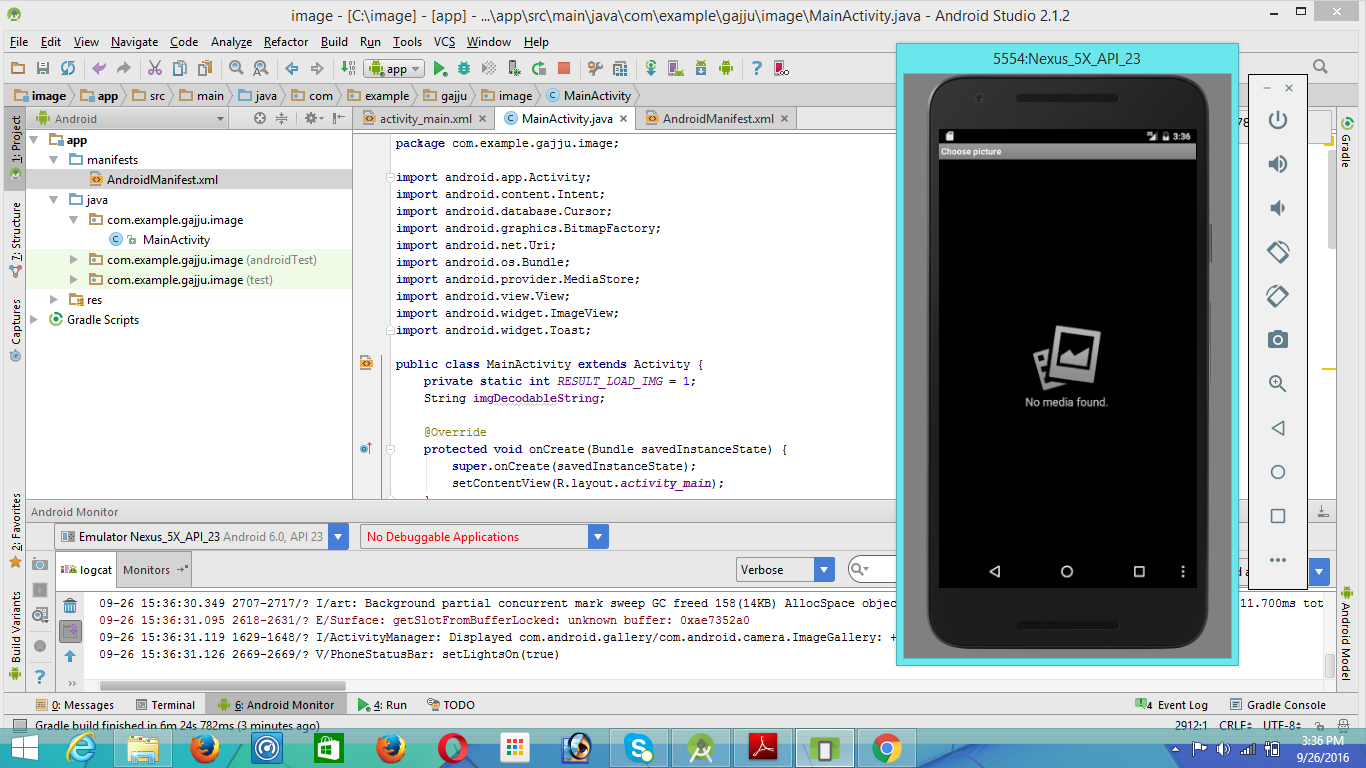 image - [C:\image] - [app] - ...\app\src\main\java\com\example\gajju\image\MainActivity.java - Android Studio 2.1.2
File Edit View Navigate Code Analyze Refactor Build Run Tools VCS Window Help
app
image app src main java com example gajju image MainActivity
Android
activity_main.xml MainActivity.java AndroidManifest.xml
1: Project
7: Structure
Captures
2: Favorites
Build Variants
app
manifests
AndroidManifest.xml
java
com.example.gajju.image
MainActivity
com.example.gajju.image (androidTest)
com.example.gajju.image (test)
res
Gradle Scripts
package com.example.gajju.image;
import android.app.Activity;
import android.content.Intent;
import android.database.Cursor;
import android.graphics.BitmapFactory;
import android.net.Uri;
import android.os.Bundle;
import android.provider.MediaStore;
import android.view.View;
import android.widget.ImageView;
import android.widget.Toast;
public class MainActivity extends Activity {
private static int RESULT_LOAD_IMG = 1;
String imgDecodableString;
@Override
protected void onCreate(Bundle savedInstanceState) {
super.onCreate(savedInstanceState);
setContentView(R.layout.activity_main);
5554:Nexus_5X_API_23
3:36
Choose picture
No media found.
78
Gradle
Android Model
Android Monitor
Emulator Nexus_5X_API_23 Android 6.0, API 23
No Debuggable Applications
logcat Monitors
Verbose
09-26 15:36:30.349 2707-2717/? I/art: Background partial concurrent mark sweep GC freed 158(14KB) AllocSpace objec 11.700ms tot
09-26 15:36:31.095 2618-2631/? E/Surface: getSlotFromBufferLocked: unknown buffer: 0xae7352a0
09-26 15:36:31.119 1629-1648/? I/ActivityManager: Displayed com.android.gallery/com.android.camera.ImageGallery: +
09-26 15:36:31.126 2669-2669/? V/PhoneStatusBar: setLightsOn(true)
0: Messages Terminal 6: Android Monitor 4: Run TODO 4 Event Log Gradle Console
Gradle build finished in 6m 24s 782ms (3 minutes ago) 2912:1 CRLF UTF-8
3:36 PM
9/26/2016